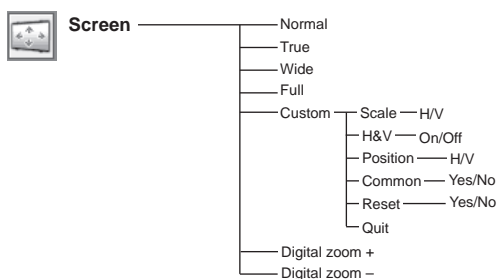 Screen
Normal
True
Wide
Full
Custom Scale H/V
H&V On/Off
Position H/V
Common Yes/No
Reset Yes/No
Quit
Digital zoom +
Digital zoom –